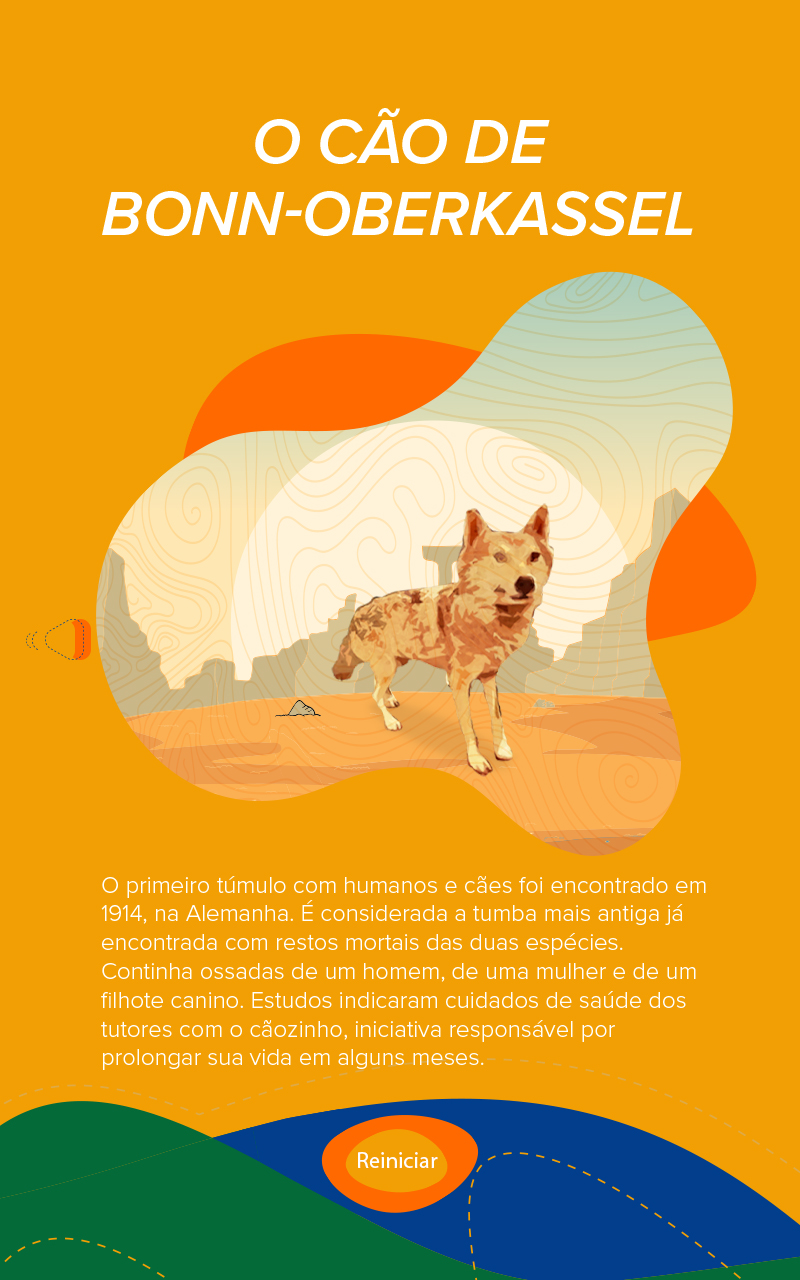 O CÃO DE
BONN-OBERKASSEL
O primeiro túmulo com humanos e cães foi encontrado em
1914, na Alemanha. É considerada a tumba mais antiga já
encontrada com restos mortais das duas espécies.
Continha ossadas de um homem, de uma mulher e de um
filhote canino. Estudos indicaram cuidados de saúde dos
tutores com o cãozinho, iniciativa responsável por
prolongar sua vida em alguns meses.
Reiniciar